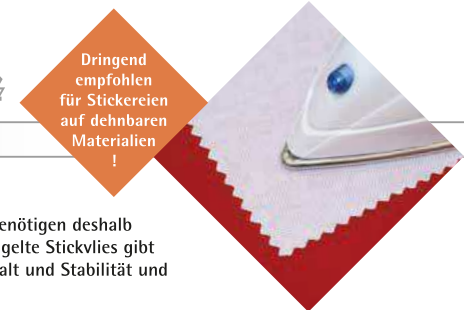 Dringend
empfohlen
für Stickereien
auf dehnbaren
Materialien
!
enötigen deshalb
gelte Stickvlies gibt
alt und Stabilität und